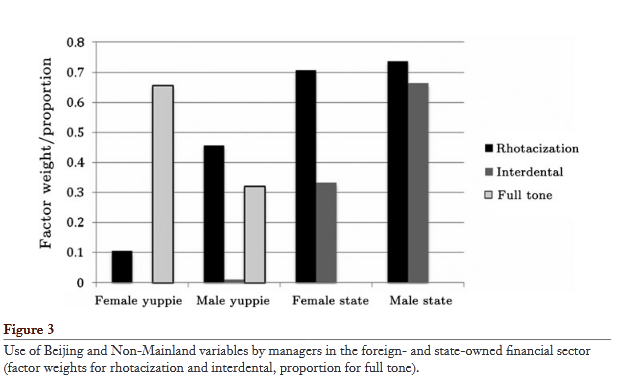 0.8
0.7
0.6
0.5
0.4
0.3
0.2
0.1
0
Factor weight/proportion
Female yuppie Male yuppie Female state Male state
Rhotacization
Interdental
Full tone
Figure 3
Use of Beijing and Non-Mainland variables by managers in the foreign- and state-owned financial sector
(factor weights for rhotacization and interdental, proportion for full tone).